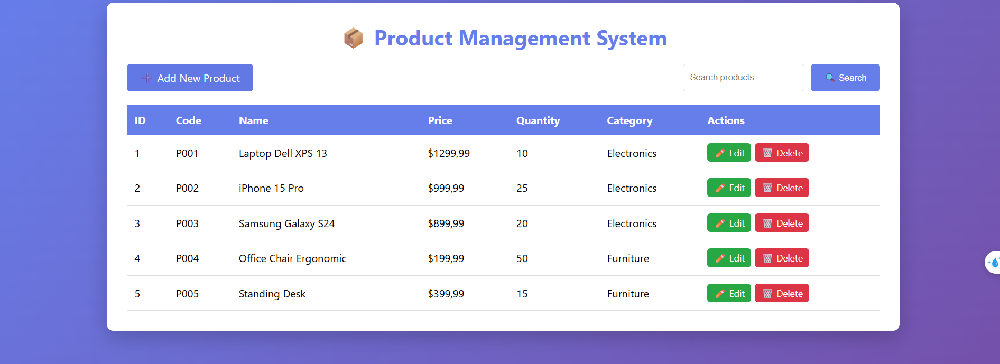 Product Management System
Add New Product
Search products...
Search
ID Code Name Price Quantity Category Actions
1 P001 Laptop Dell XPS 13 $1299,99 10 Electronics Edit Delete
2 P002 iPhone 15 Pro $999,99 25 Electronics Edit Delete
3 P003 Samsung Galaxy S24 $899,99 20 Electronics Edit Delete
4 P004 Office Chair Ergonomic $199,99 50 Furniture Edit Delete
5 P005 Standing Desk $399,99 15 Furniture Edit Delete